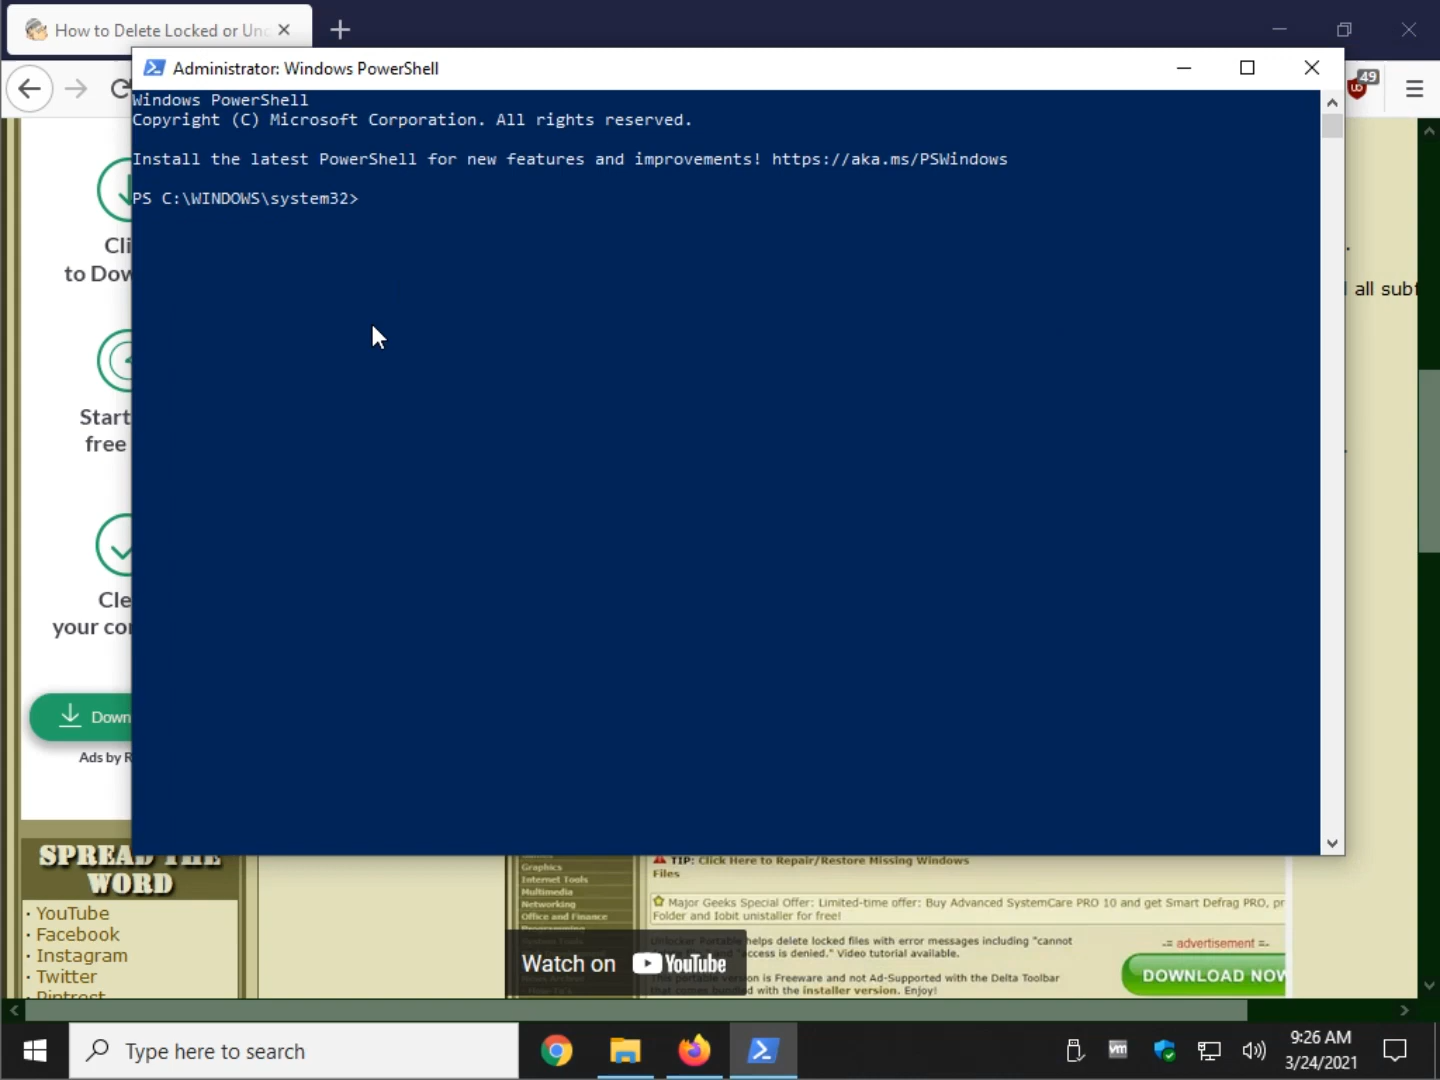 How to Delete Locked or Und
Administrator: Windows PowerShell
49
Windows PowerShell
Copyright (C) Microsoft Corporation. All rights reserved.
Install the latest PowerShell for new features and improvements! https://aka.ms/PSWindows
PS C:\WINDOWS\system32>
Cli
to Dow
all subf
Start
free
Cle
your co
Down
Ads by R
SPREAD THE
WORD
· YouTube
· Facebook
· Instagram
· Twitter
Graphics
Internet Tools
Multimedia
Networking
Office and Finance
TIP: Click Here to Repair/Restore Missing Windows
Files
Major Geeks Special Offer: Limited-time offer: Buy Advanced SystemCare PRO 10 and get Smart Defrag PRO, pr
Folder and Iobit unistaller for free!
helps delete locked files with error messages including "cannot
access is denied." Video tutorial available.
version is Freeware and not Ad-Supported with the Delta Toolbar
with the installer version. Enjoy!
-= advertisement =-
DOWNLOAD NOW
Watch on YouTube
Type here to search
vm
9:26 AM
3/24/2021